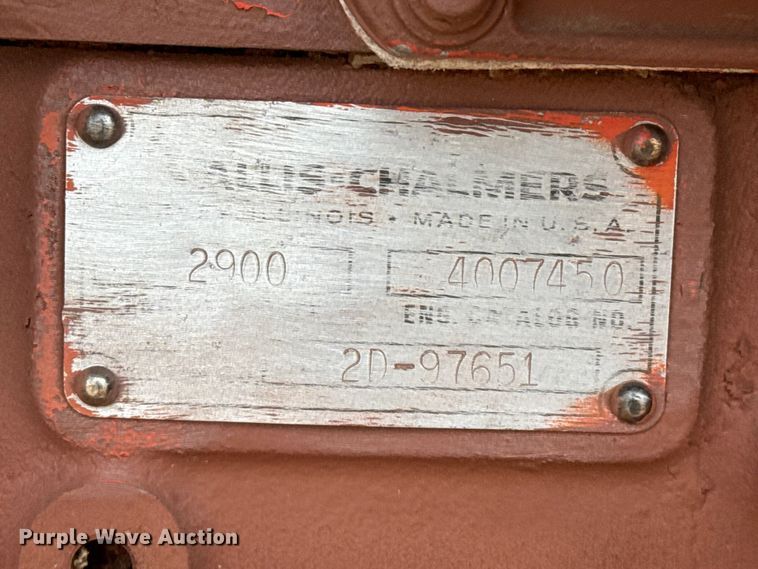 ALLIS-CHALMERS
ILLINOIS • MADE IN U.S.A.
2900 4007450
ENG. CATALOG NO.
2D-97651
Purple Wave Auction